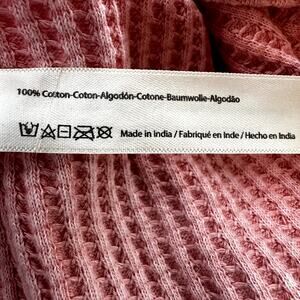 100% Cotton-Coton-Algodón-Cotone-Baumwolle-Algodão
Made in India / Fabriqué en Inde / Hecho en India